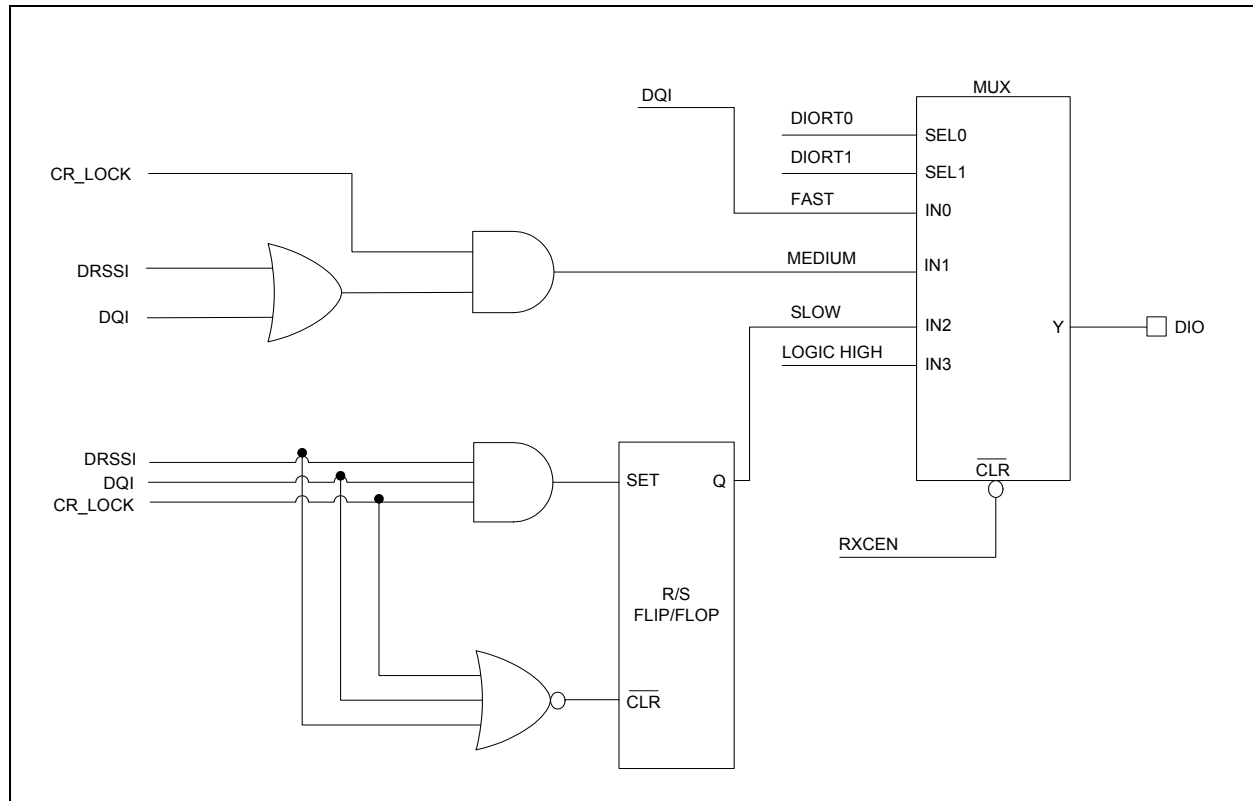 MUX
DQI
DIORT0
SEL0
DIORT1
SEL1
CR_LOCK
FAST
IN0
DRSSI
MEDIUM
IN1
DQI
SLOW
IN2
Y
DIO
LOGIC HIGH
IN3
DRSSI
DQI
CR_LOCK
SET
Q
CLR
RXCEN
R/S
FLIP/FLOP
CLR